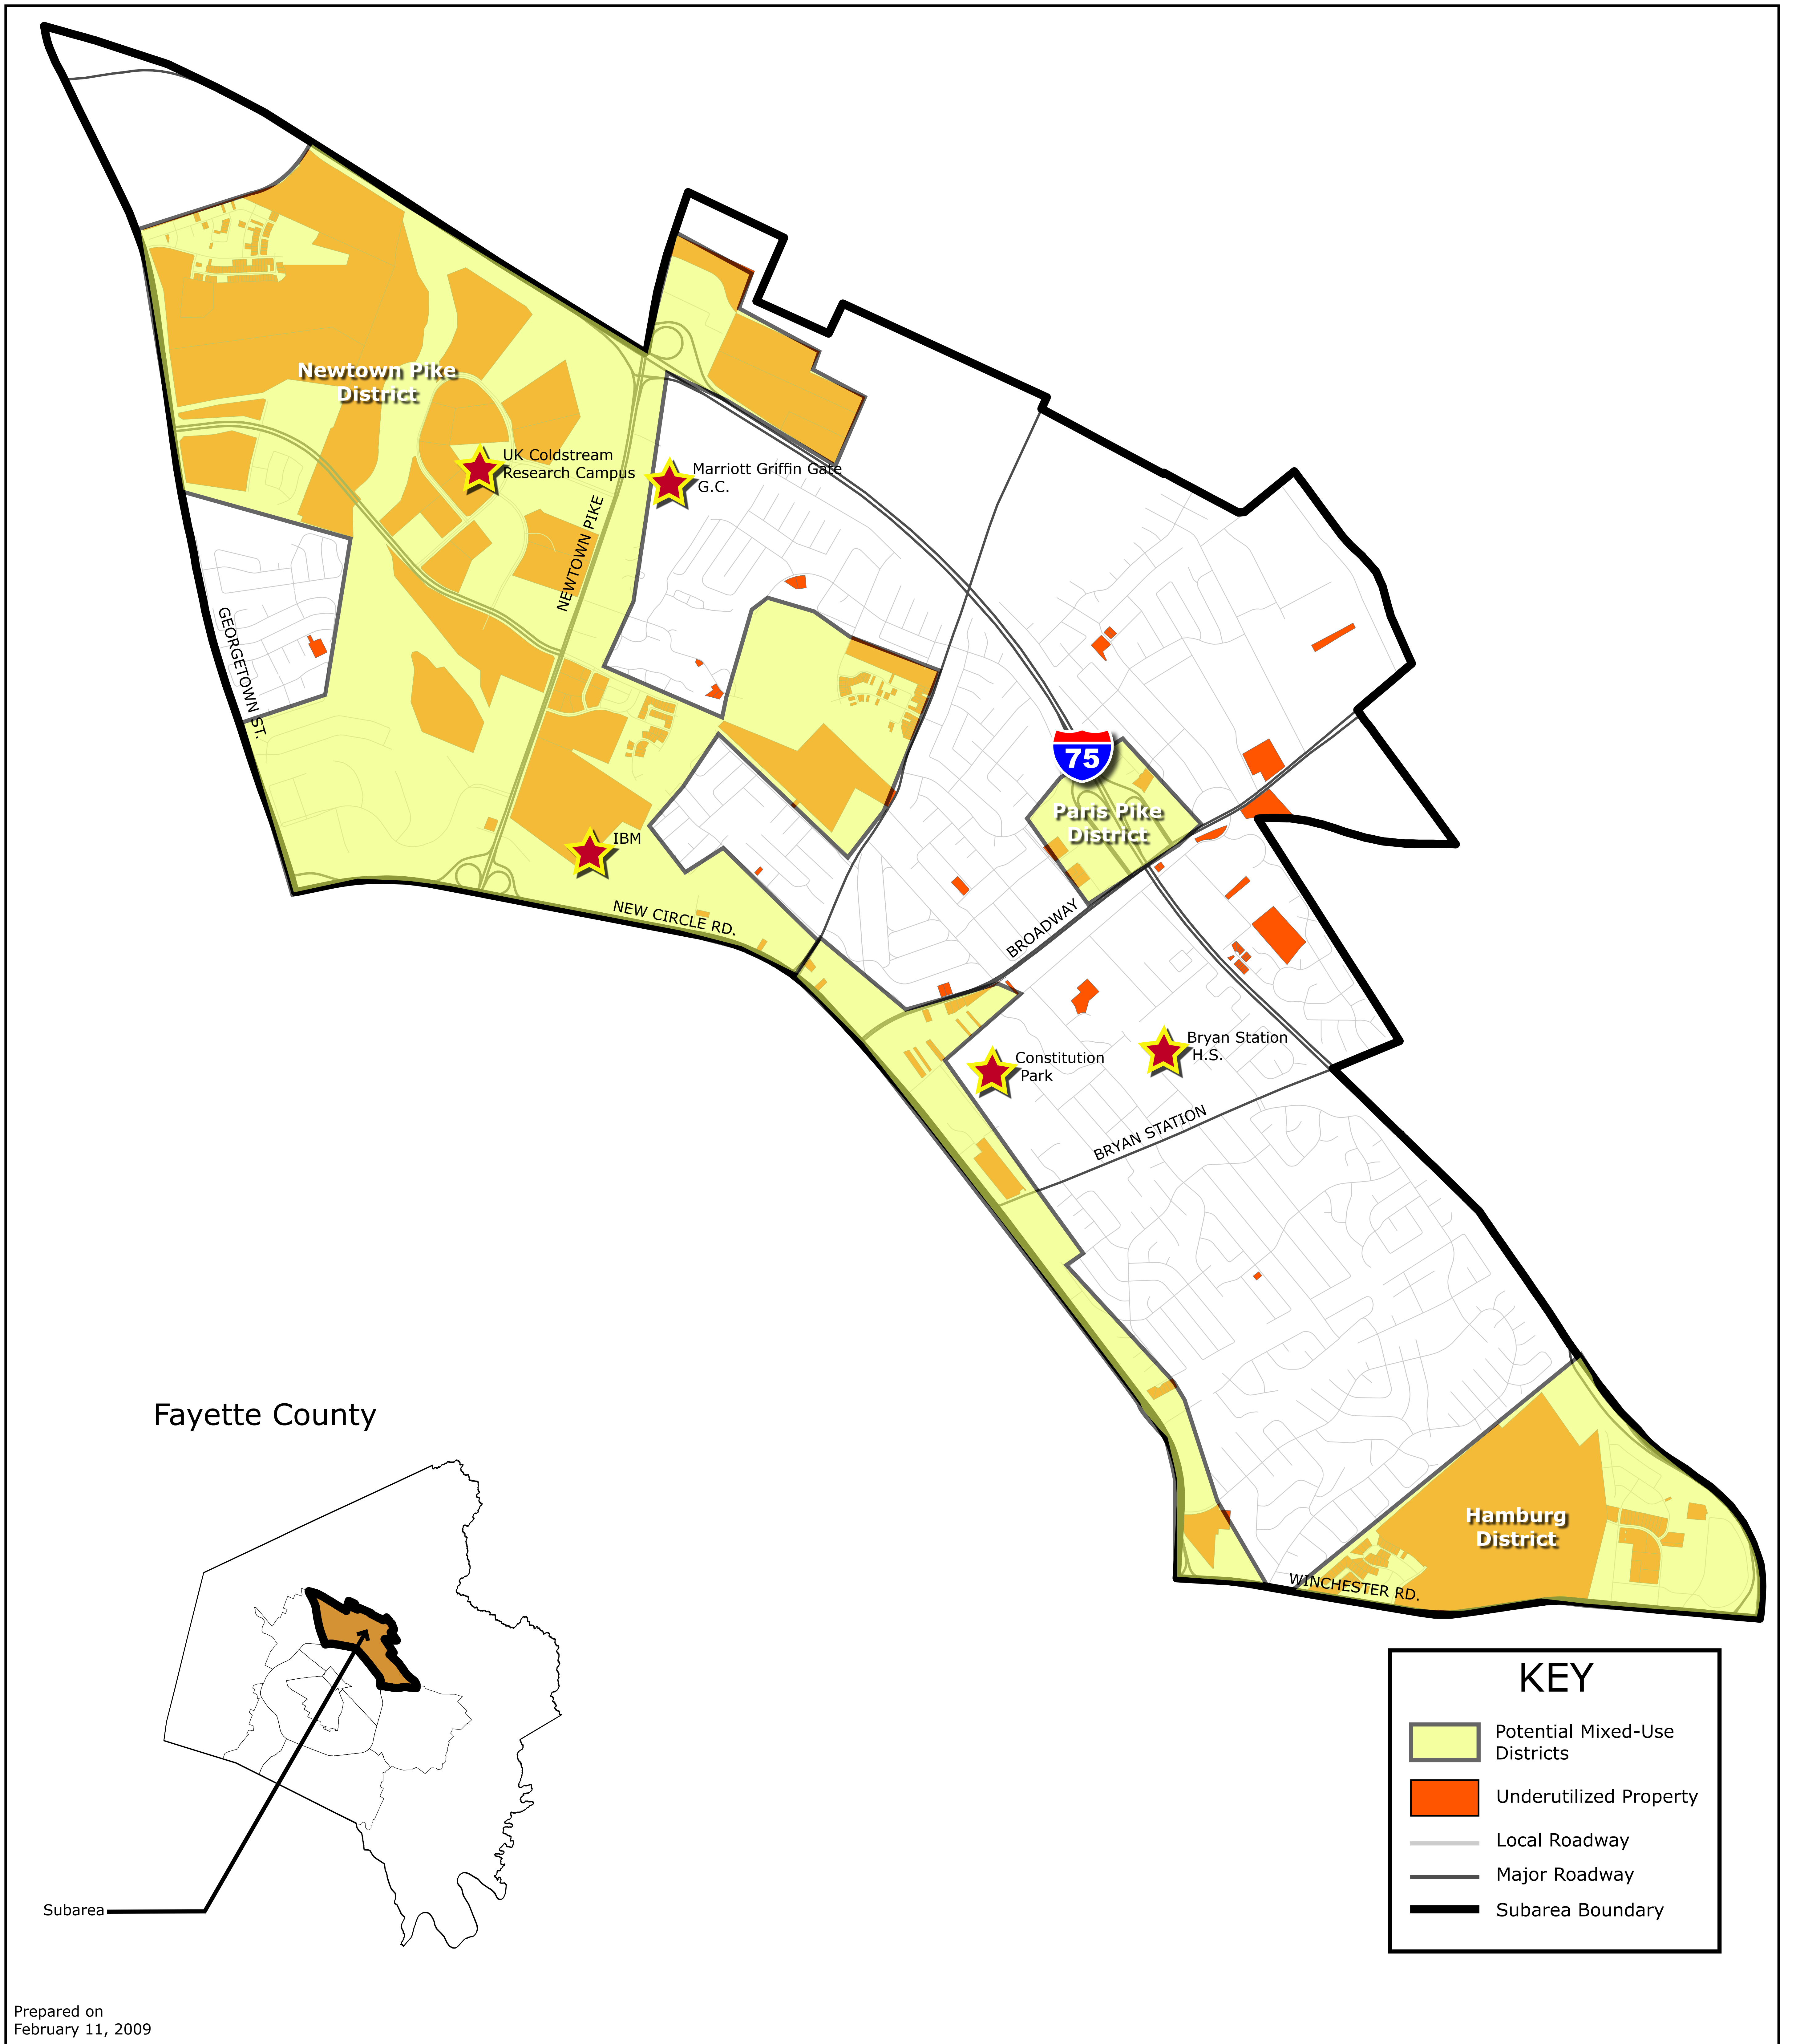 Newtown Pike
District
UK Coldstream
Research Campus
Marriott Griffin Gate
G.C.
NEWTOWN PIKE
GEORGETOWN ST.
75
Paris Pike
District
IBM
NEW CIRCLE RD.
BROADWAY
Constitution
Park
Bryan Station
H.S.
BRYAN STATION
Hamburg
District
WINCHESTER RD.
Fayette County
Subarea
KEY
Potential Mixed-Use
Districts
Underutilized Property
Local Roadway
Major Roadway
Subarea Boundary
Prepared on
February 11, 2009